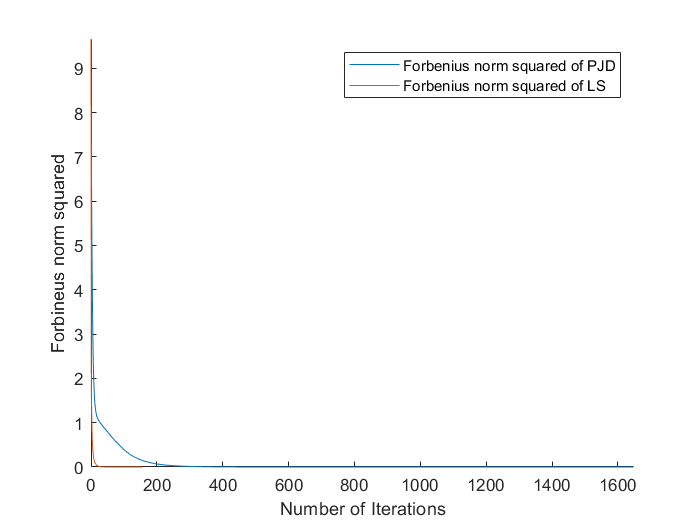 Forbenius norm squared of PJD
Forbenius norm squared of LS
Forbineus norm squared
9
8
7
6
5
4
3
2
1
0
0 200 400 600 800 1000 1200 1400 1600
Number of Iterations